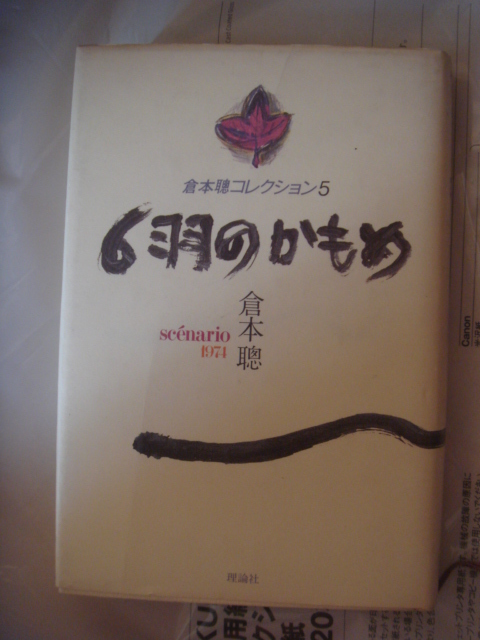 倉本聰コレクション5
6羽のかもめ
倉本聰
scénario
1974
理論社
Canon